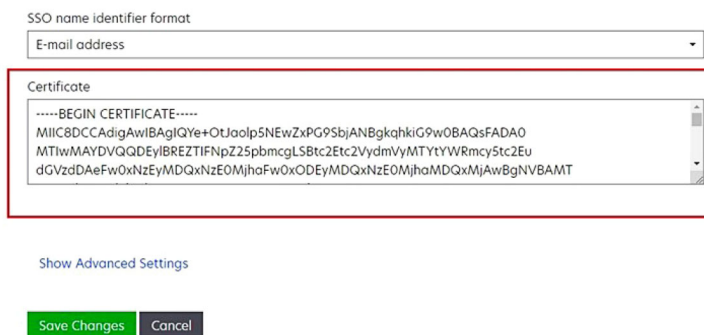 SSO name identifier format
E-mail address
Certificate
-----BEGIN CERTIFICATE-----
MIIC8DCCAdigAwIBAgIQYe+OtJaolp5NEwZxPG9SbjANBgkqhkiG9w0BAQsFADA0
MTIwMAYDVQQDEylBREZTIFNpZ25pbmcgLSBtc2Etc2VydmVyMTYtYWRmcy5tc2Eu
dGVzdDAeFw0xNzEyMDQxNzE0MjhaFw0xODEyMDQxNzE0MjhaMDQxMjAwBgNVBAMT
Show Advanced Settings
Save Changes Cancel